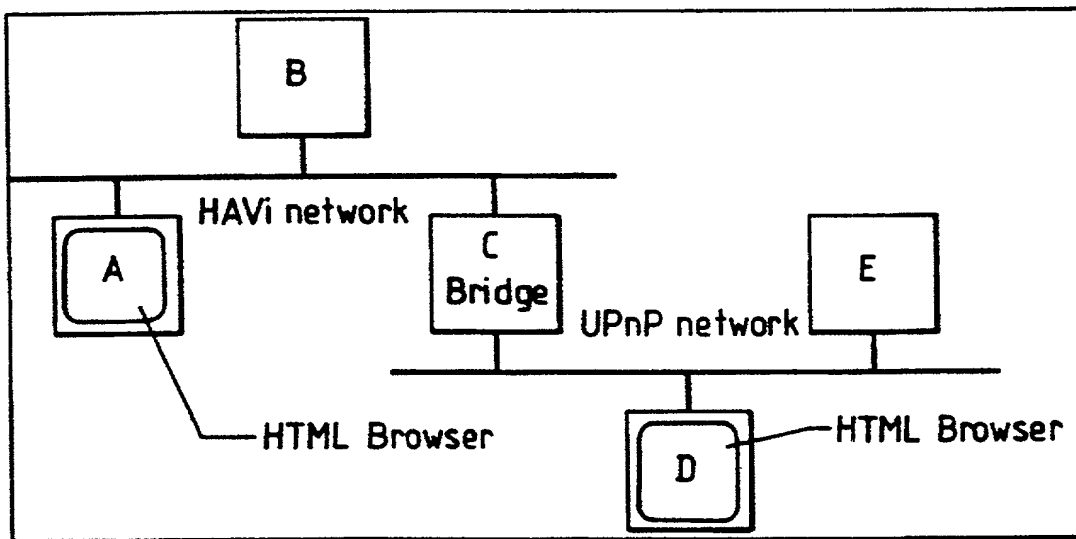 B
HAVi network
A
C
Bridge
E
UPnP network
HTML Browser
HTML Browser
D